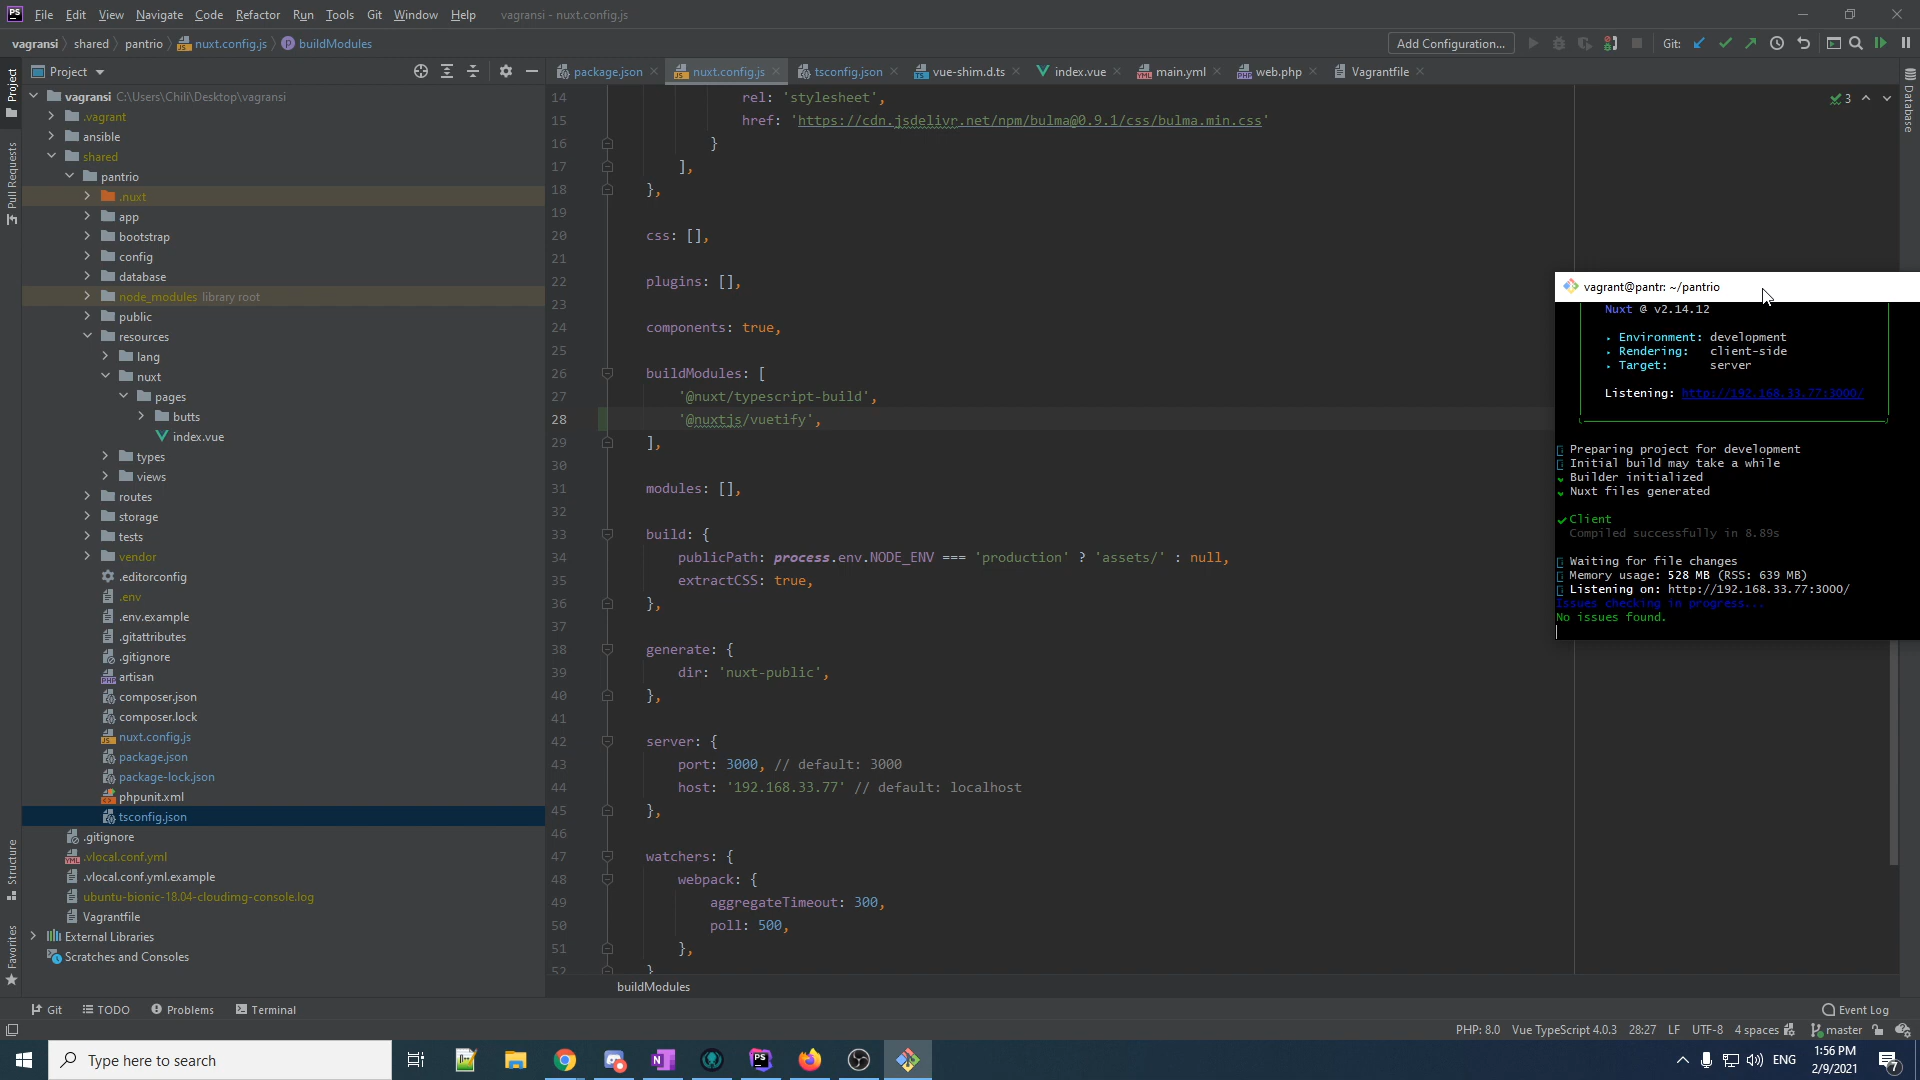 File Edit View Navigate Code Refactor Run Tools Git Window Help vagransi - nuxt.config.js
vagransi shared pantrio nuxt.config.js buildModules
Add Configuration... Git:
Project
package.json nuxt.config.js tsconfig.json vue-shim.d.ts index.vue main.yml web.php Vagrantfile
Project
Pull Requests
Structure
Favorites
Database
vagransi C:\Users\Chili\Desktop\vagransi
.vagrant
ansible
shared
pantrio
.nuxt
app
bootstrap
config
database
node_modules library root
public
resources
lang
nuxt
pages
butts
index.vue
types
views
routes
storage
tests
vendor
.editorconfig
.env
.env.example
.gitattributes
.gitignore
artisan
composer.json
composer.lock
nuxt.config.js
package.json
package-lock.json
phpunit.xml
tsconfig.json
.gitignore
.vlocal.conf.yml
.vlocal.conf.yml.example
ubuntu-bionic-18.04-cloudimg-console.log
Vagrantfile
External Libraries
Scratches and Consoles
3
14 rel: 'stylesheet',
15 href: 'https://cdn.jsdelivr.net/npm/bulma@0.9.1/css/bulma.min.css'
16 }
17 ],
18 },
19
20 css: [],
21
22 plugins: [],
23
24 components: true,
25
26 buildModules: [
27 '@nuxt/typescript-build',
28 '@nuxtjs/vuetify',
29 ],
30
31 modules: [],
32
33 build: {
34 publicPath: process.env.NODE_ENV === 'production' ? 'assets/' : null,
35 extractCSS: true,
36 },
37
38 generate: {
39 dir: 'nuxt-public',
40 },
41
42 server: {
43 port: 3000, // default: 3000
44 host: '192.168.33.77' // default: localhost
45 },
46
47 watchers: {
48 webpack: {
49 aggregateTimeout: 300,
50 poll: 500,
51 },
52 }
buildModules
vagrant@pantr: ~/pantrio
Nuxt @ v2.14.12
▸ Environment: development
▸ Rendering: client-side
▸ Target: server
Listening: http://192.168.33.77:3000/
Preparing project for development
Initial build may take a while
Builder initialized
Nuxt files generated
✔ Client
Compiled successfully in 8.89s
Waiting for file changes
Memory usage: 528 MB (RSS: 639 MB)
Listening on: http://192.168.33.77:3000/
Issues checking in progress...
No issues found.
Git TODO Problems Terminal Event Log
PHP: 8.0 Vue TypeScript 4.0.3 28:27 LF UTF-8 4 spaces master
Type here to search
ENG
1:56 PM
2/9/2021
7